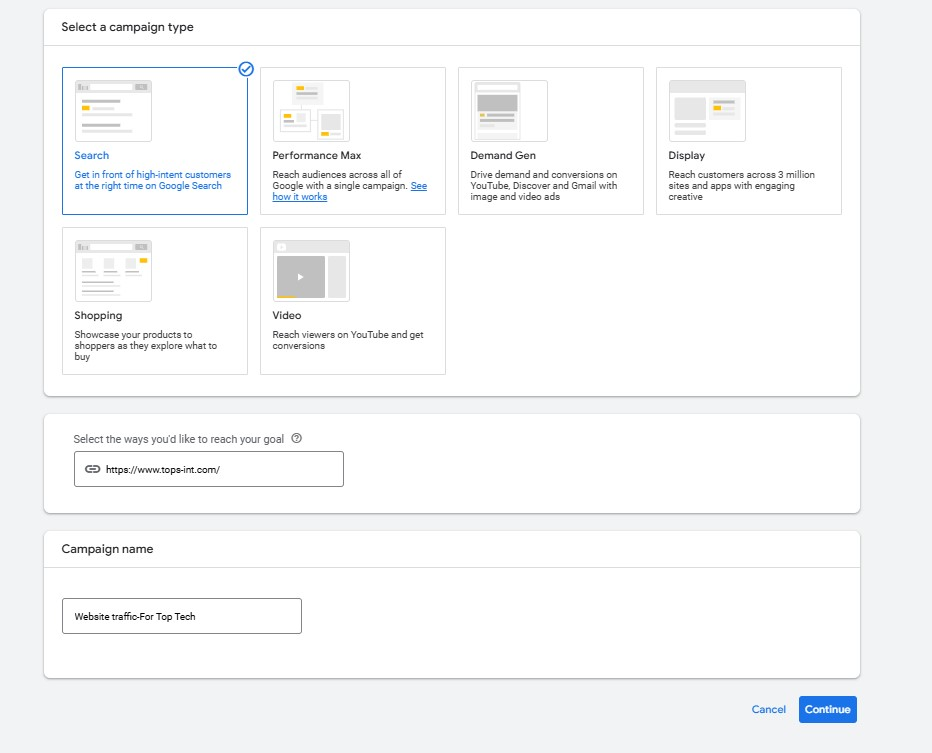 Select a campaign type
Search
Get in front of high-intent customers
at the right time on Google Search
Performance Max
Reach audiences across all of
Google with a single campaign. See
how it works
Demand Gen
Drive demand and conversions on
YouTube, Discover and Gmail with
image and video ads
Display
Reach customers across 3 million
sites and apps with engaging
creative
Shopping
Showcase your products to
shoppers as they explore what to
buy
Video
Reach viewers on YouTube and get
conversions
Select the ways you'd like to reach your goal
https://www.tops-int.com/
Campaign name
Website traffic-For Top Tech
Cancel
Continue